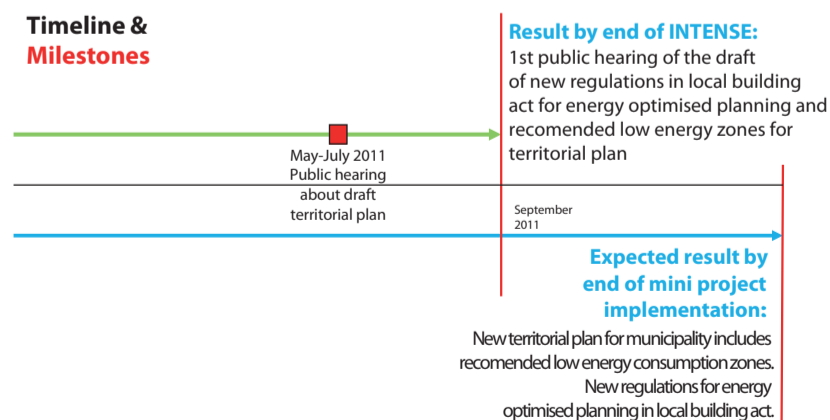 Timeline &
Milestones
Result by end of INTENSE:
1st public hearing of the draft
of new regulations in local building
act for energy optimised planning and
recomended low energy zones for
territorial plan
May-July 2011
Public hearing
about draft
territorial plan
September
2011
Expected result by
end of mini project
implementation:
New territorial plan for municipality includes
recomended low energy consumption zones.
New regulations for energy
optimised planning in local building act.